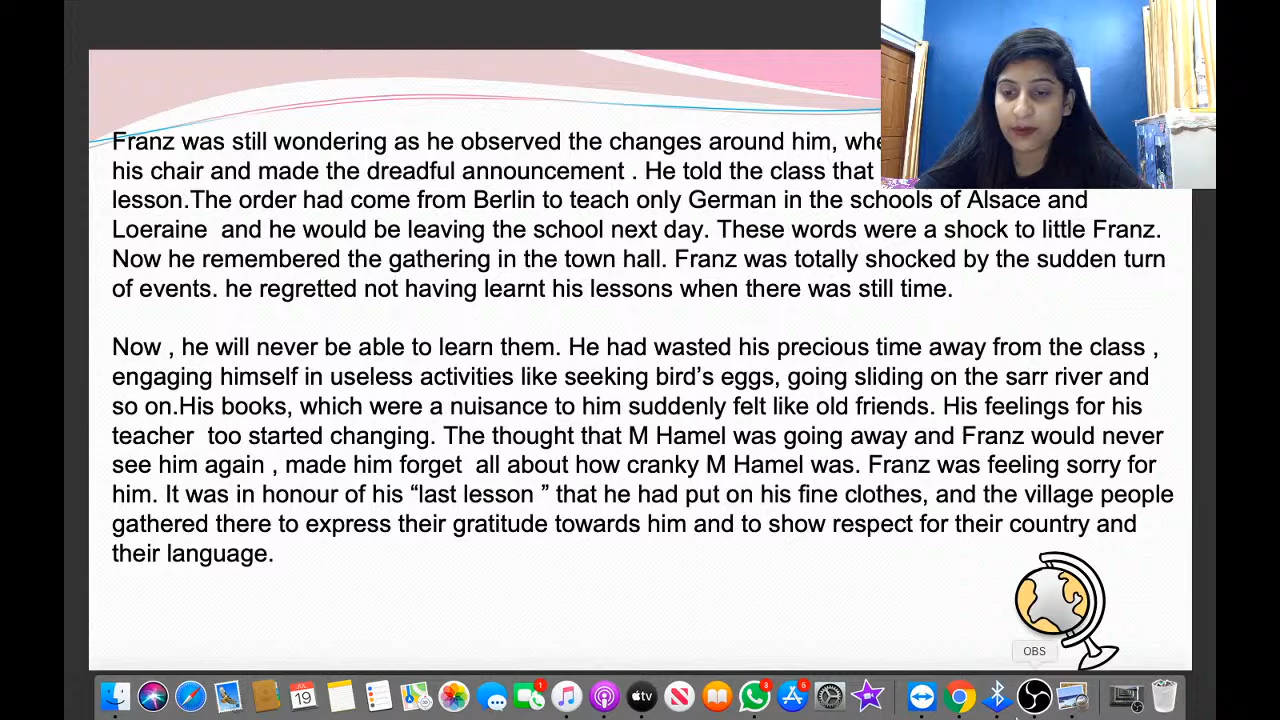 Franz was still wondering as he observed the changes around him,
his chair and made the dreadful announcement . He told the class that
lesson.The order had come from Berlin to teach only German in the schools of Alsace and
Loeraine and he would be leaving the school next day. These words were a shock to little Franz.
Now he remembered the gathering in the town hall. Franz was totally shocked by the sudden turn
of events. he regretted not having learnt his lessons when there was still time.
Now , he will never be able to learn them. He had wasted his precious time away from the class ,
engaging himself in useless activities like seeking bird’s eggs, going sliding on the sarr river and
so on.His books, which were a nuisance to him suddenly felt like old friends. His feelings for his
teacher too started changing. The thought that M Hamel was going away and Franz would never
see him again , made him forget all about how cranky M Hamel was. Franz was feeling sorry for
him. It was in honour of his “last lesson ” that he had put on his fine clothes, and the village people
gathered there to express their gratitude towards him and to show respect for their country and
their language.
OBS
JUL
19
1
tv
3
5